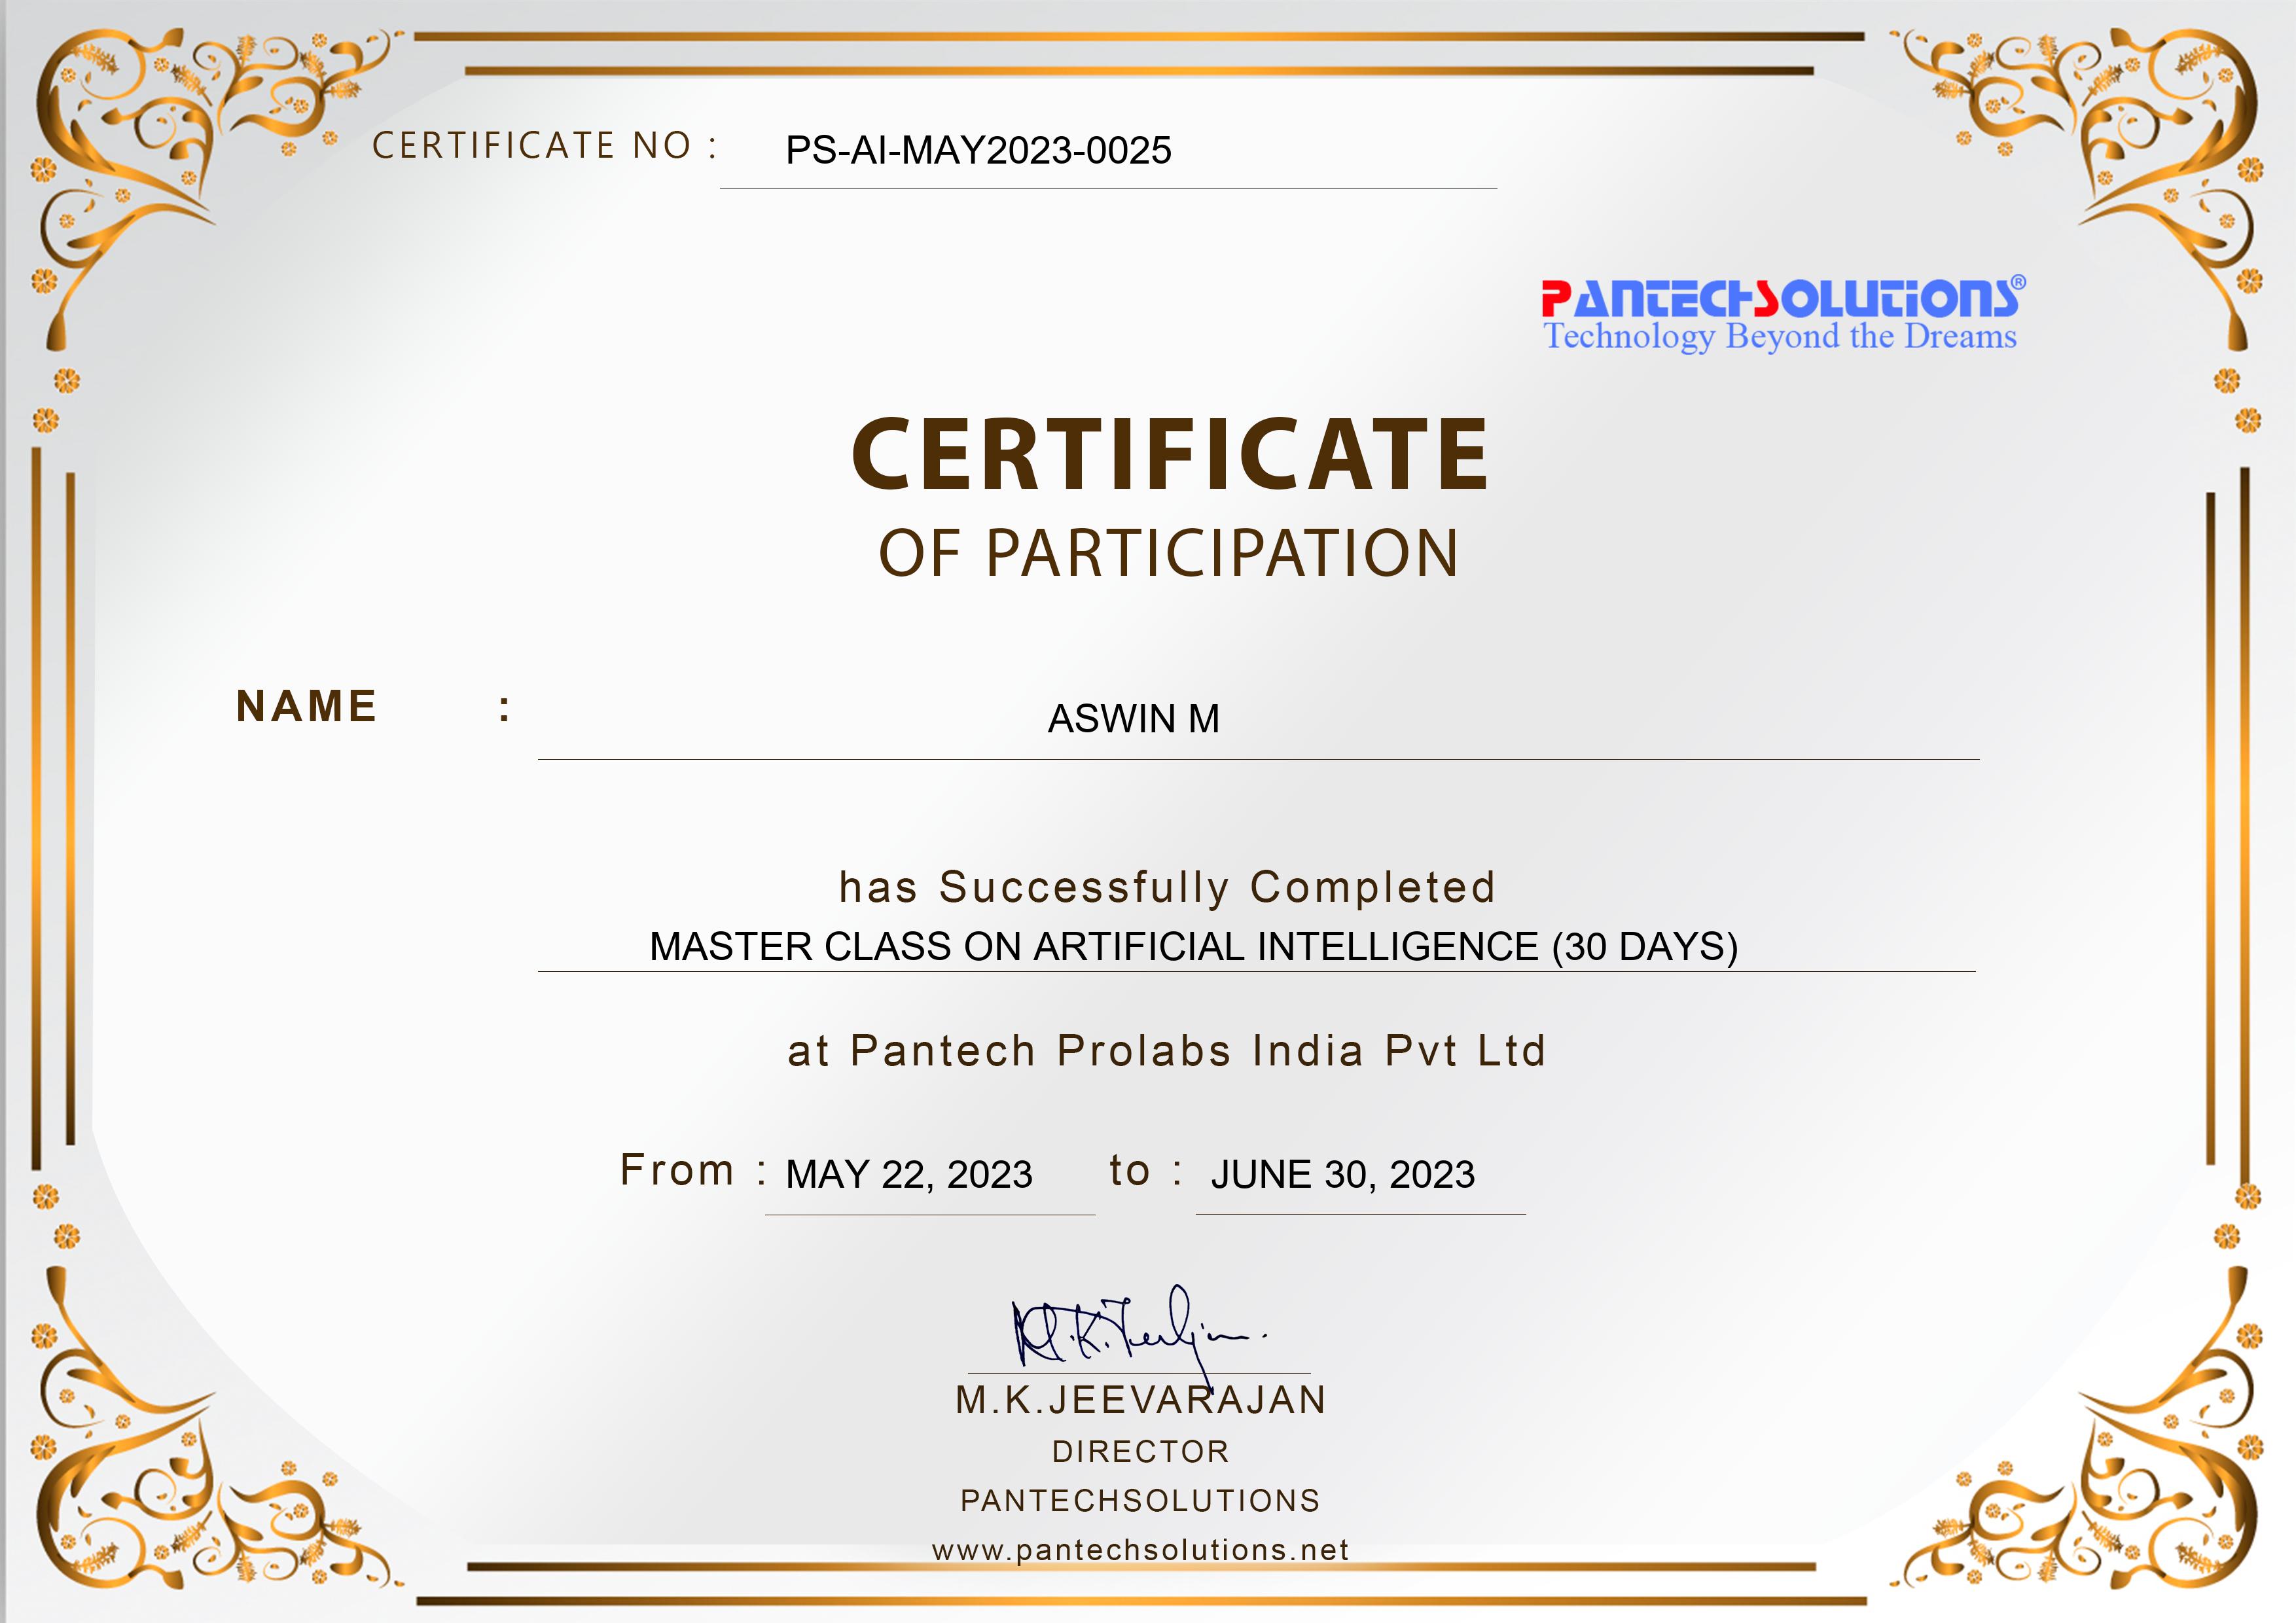 CERTIFICATE NO : PS-AI-MAY2023-0025
PANTECHSOLUTIONS®
Technology Beyond the Dreams
CERTIFICATE
OF PARTICIPATION
NAME : ASWIN M
has Successfully Completed
MASTER CLASS ON ARTIFICIAL INTELLIGENCE (30 DAYS)
at Pantech Prolabs India Pvt Ltd
From : MAY 22, 2023 to : JUNE 30, 2023
M.K.JEEVARAJAN
DIRECTOR
PANTECHSOLUTIONS
www.pantechsolutions.net